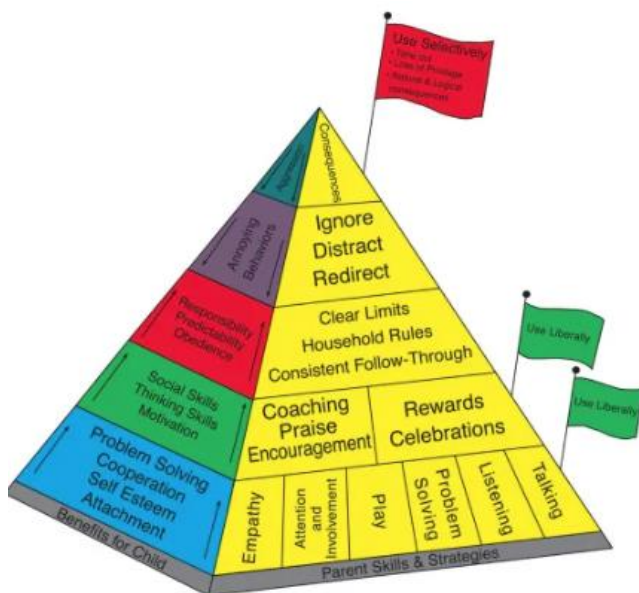 Use Selectively
• Time Out
• Loss of Privilege
• Natural & Logical
consequences
Consequences
Aggression
Ignore
Distract
Redirect
Annoying
Behaviors
Clear Limits
Household Rules
Consistent Follow-Through
Responsibility
Predictability
Obedience
Use Liberally
Coaching
Praise
Encouragement
Rewards
Celebrations
Social Skills
Thinking Skills
Motivation
Use Liberally
Problem Solving
Cooperation
Self Esteem
Attachment
Empathy
Attention
and
Involvement
Play
Problem
Solving
Listening
Talking
Benefits for Child
Parent Skills & Strategies